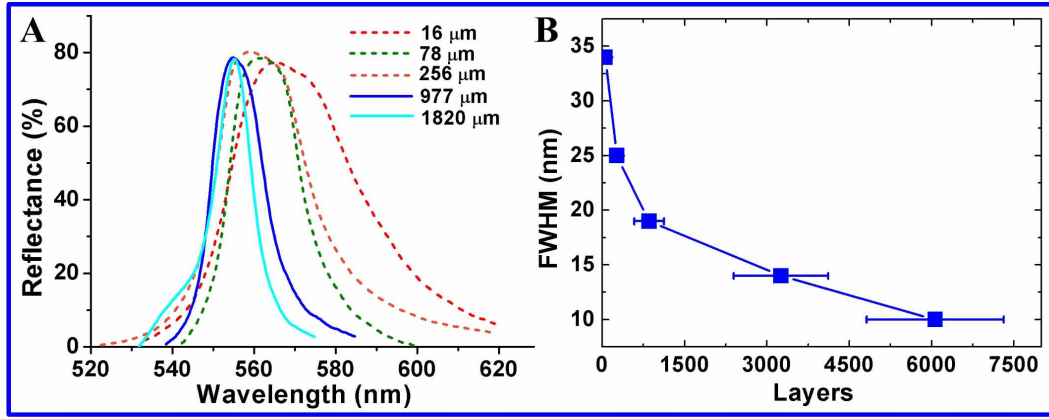 A
16 μm
78 μm
256 μm
977 μm
1820 μm
80
60
40
20
0
Reflectance (%)
520 540 560 580 600 620
Wavelength (nm)
B
35
30
25
20
15
10
FWHM (nm)
0 1500 3000 4500 6000 7500
Layers